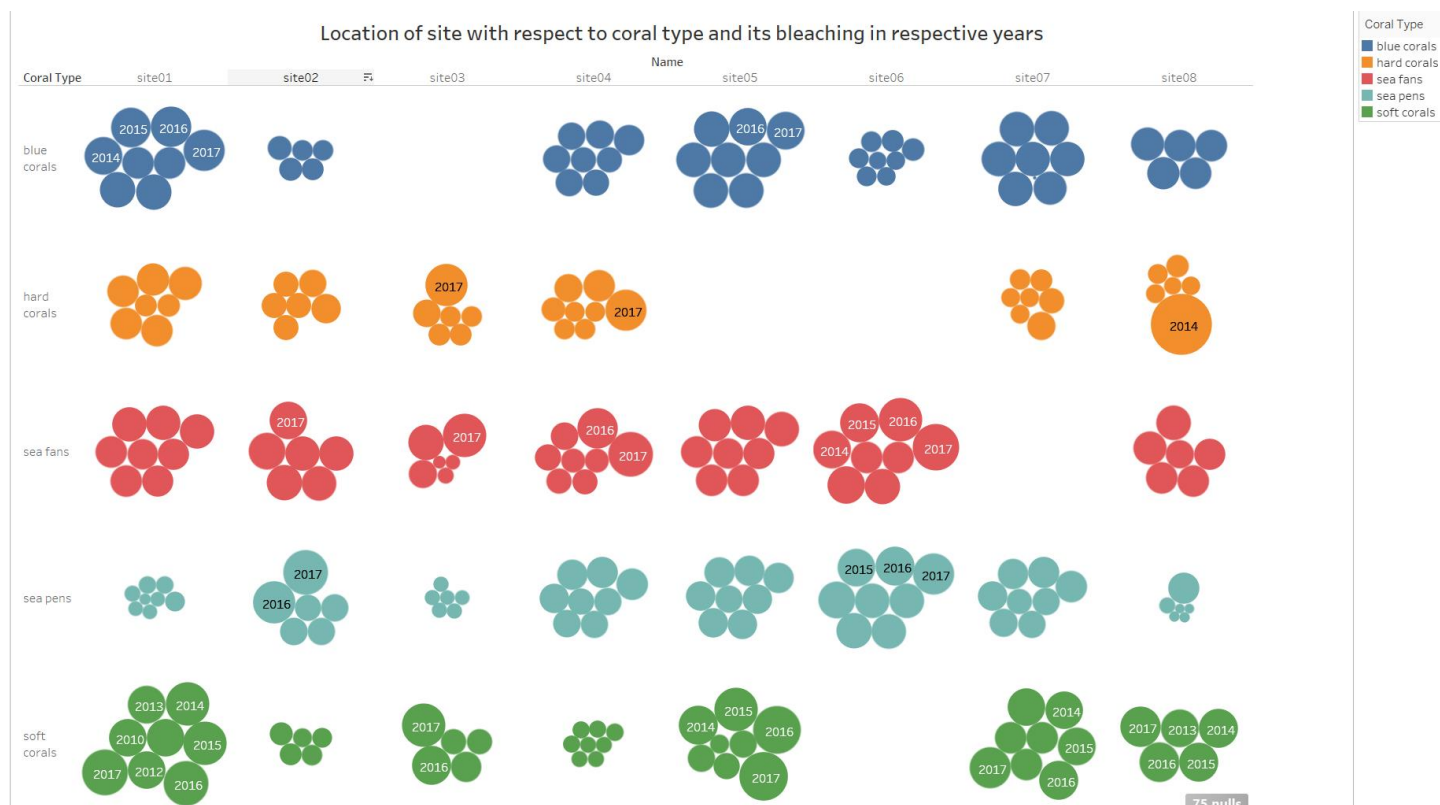 Location of site with respect to coral type and its bleaching in respective years
Coral Type
blue corals
hard corals
sea fans
sea pens
soft corals
Name
Coral Type site01 site02 site03 site04 site05 site06 site07 site08
blue
corals
2015 2016
2014 2017
2016 2017
hard
corals
2017
2017
2014
sea fans
2017
2017
2016
2017
2015 2016
2014 2017
sea pens
2017
2016
2015 2016 2017
soft
corals
2013 2014
2010 2015
2017 2012 2016
2017
2016
2015
2014 2016
2017
2014
2015
2017 2016
2017 2013 2014
2016 2015
75 nulls